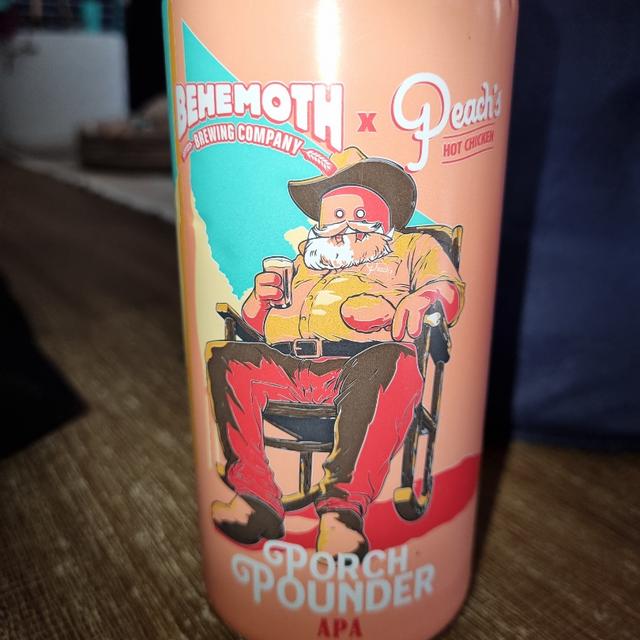 BEHEMOTH
BREWING COMPANY
x
Peach's
HOT CHICKEN
Peach's
PORCH
POUNDER
APA